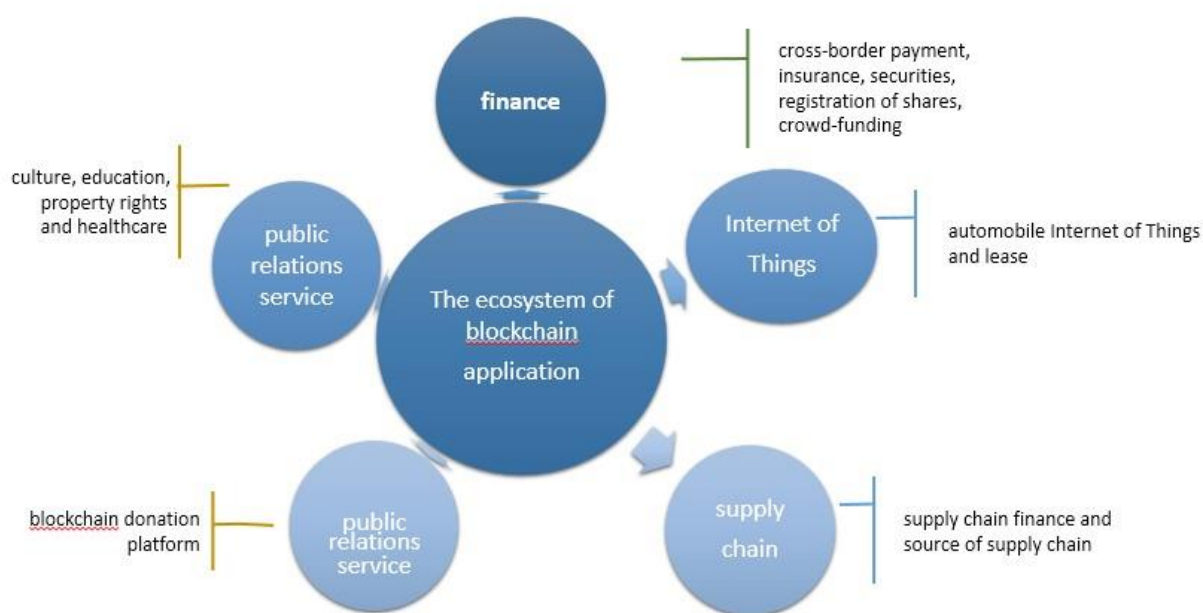 finance
cross-border payment,
insurance, securities,
registration of shares,
crowd-funding
culture, education,
property rights
and healthcare
public
relations
service
Internet of
Things
automobile Internet of Things
and lease
The ecosystem of
blockchain
application
blockchain donation
platform
public
relations
service
supply
chain
supply chain finance and
source of supply chain